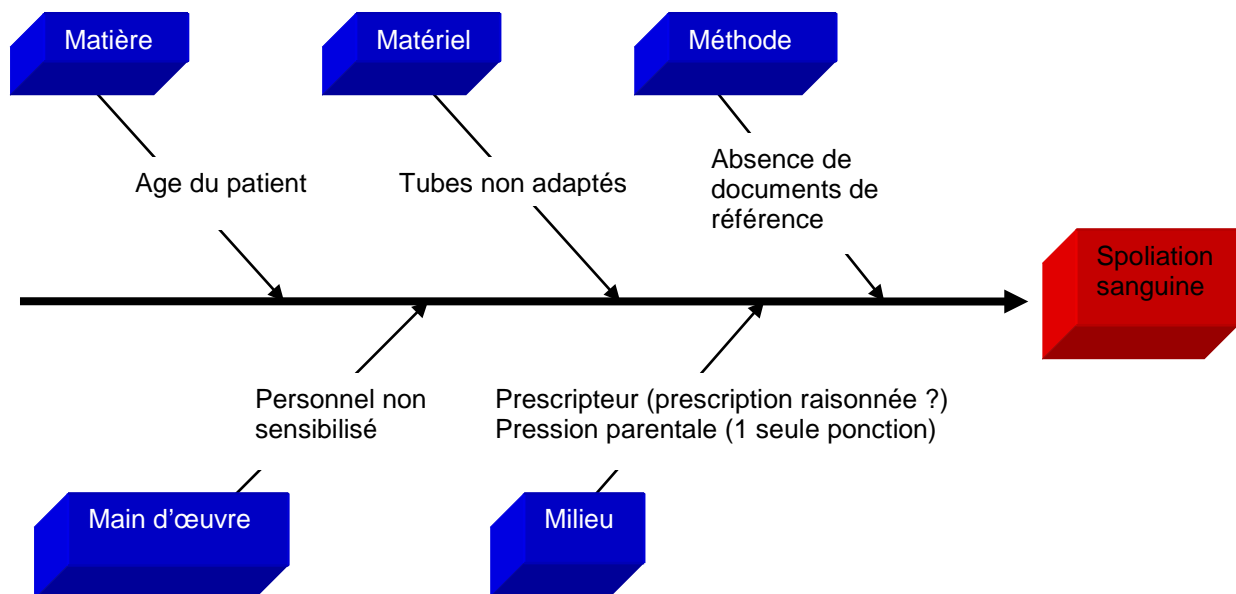 Matière
Matériel
Méthode
Age du patient
Tubes non adaptés
Absence de
documents de
référence
Spoliation
sanguine
Personnel non
sensibilisé
Prescripteur (prescription raisonnée ?)
Pression parentale (1 seule ponction)
Main d’œuvre
Milieu